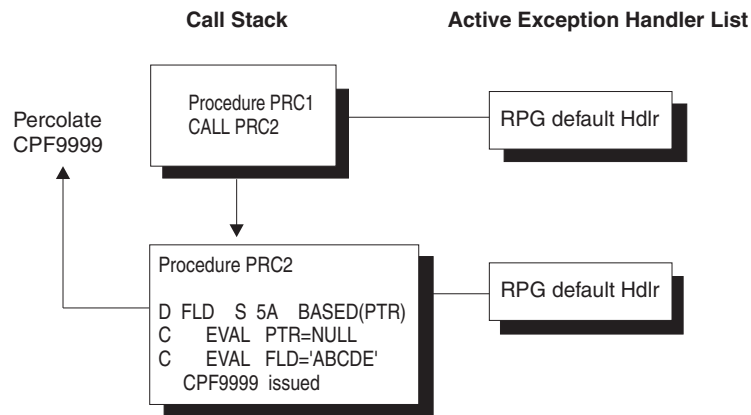 Call Stack
Active Exception Handler List
Procedure PRC1
CALL PRC2
RPG default Hdlr
Percolate
CPF9999
Procedure PRC2
D FLD S 5A BASED(PTR)
C EVAL PTR=NULL
C EVAL FLD='ABCDE'
CPF9999 issued
RPG default Hdlr